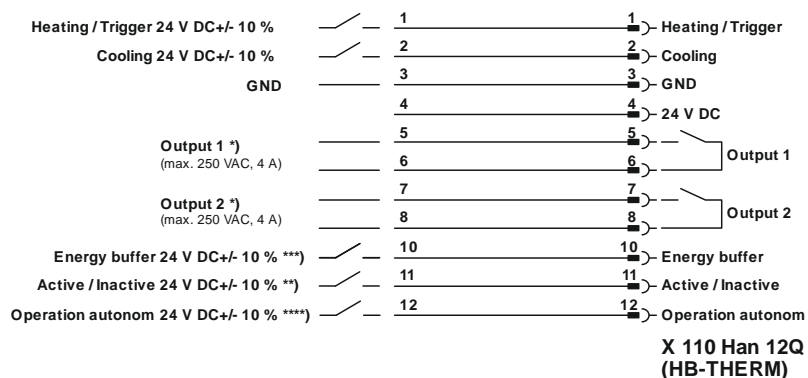 Heating / Trigger 24 V DC+/- 10 % 1 1 Heating / Trigger
Cooling 24 V DC+/- 10 % 2 2 Cooling
GND 3 3 GND
4 4 24 V DC
Output 1 *) 5 5
(max. 250 VAC, 4 A) 6 6 Output 1
Output 2 *) 7 7
(max. 250 VAC, 4 A) 8 8 Output 2
Energy buffer 24 V DC+/- 10 % ***) 10 10 Energy buffer
Active / Inactive 24 V DC+/- 10 % **) 11 11 Active / Inactive
Operation autonom 24 V DC+/- 10 % ****) 12 12 Operation autonom
X 110 Han 12Q
(HB-THERM)